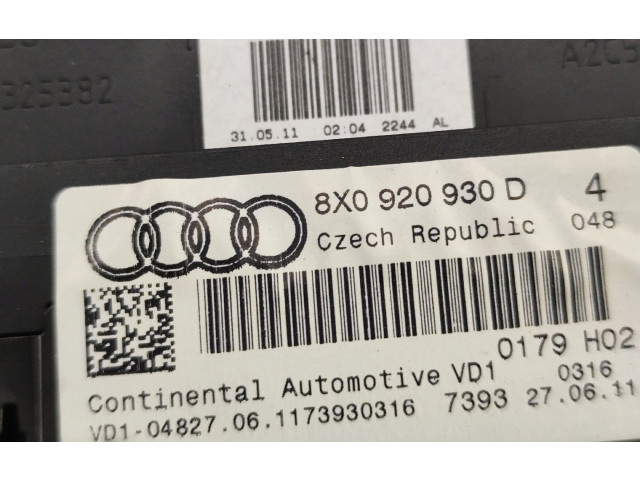 325382
A2C5
31.05.11 02:04 2244 AL
8X0 920 930 D 4
Czech Republic 048
0179 H02
Continental Automotive VD1 0316
VD1-04827.06.1173930316 7393 27.06.11